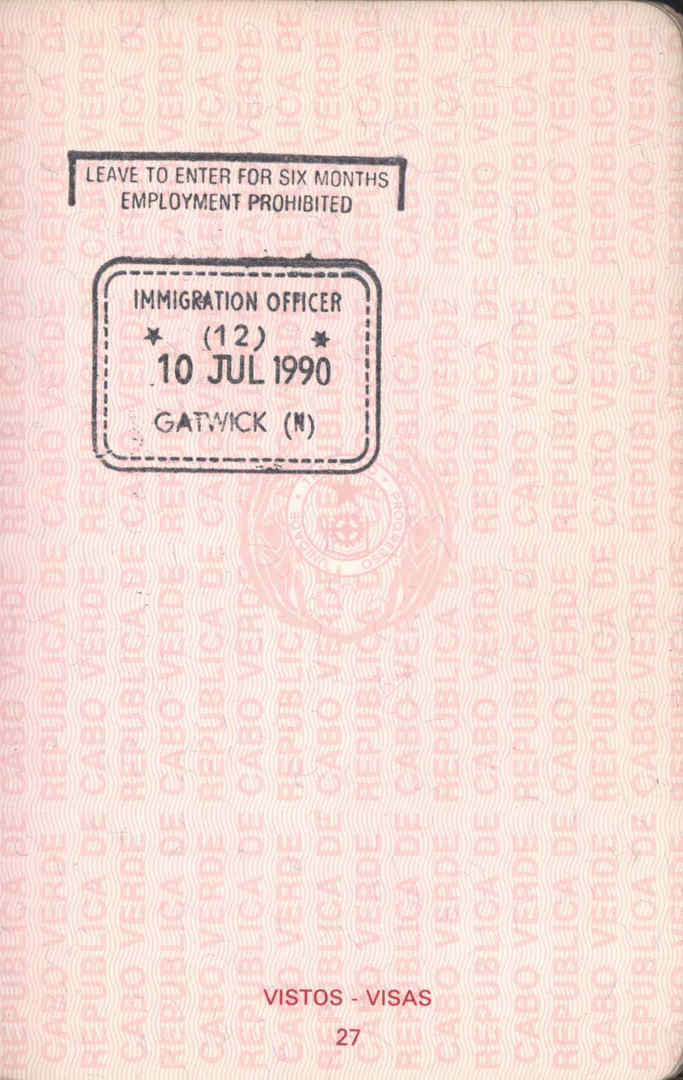 LEAVE TO ENTER FOR SIX MONTHS
EMPLOYMENT PROHIBITED
IMMIGRATION OFFICER
★ (12) ★
10 JUL 1990
GATWICK (N)
VISTOS - VISAS
27